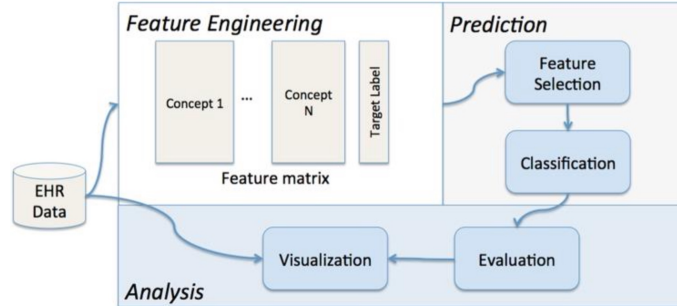 Feature Engineering
Prediction
Concept 1
...
Concept
N
Target Label
Feature matrix
Feature
Selection
Classification
EHR
Data
Visualization
Evaluation
Analysis